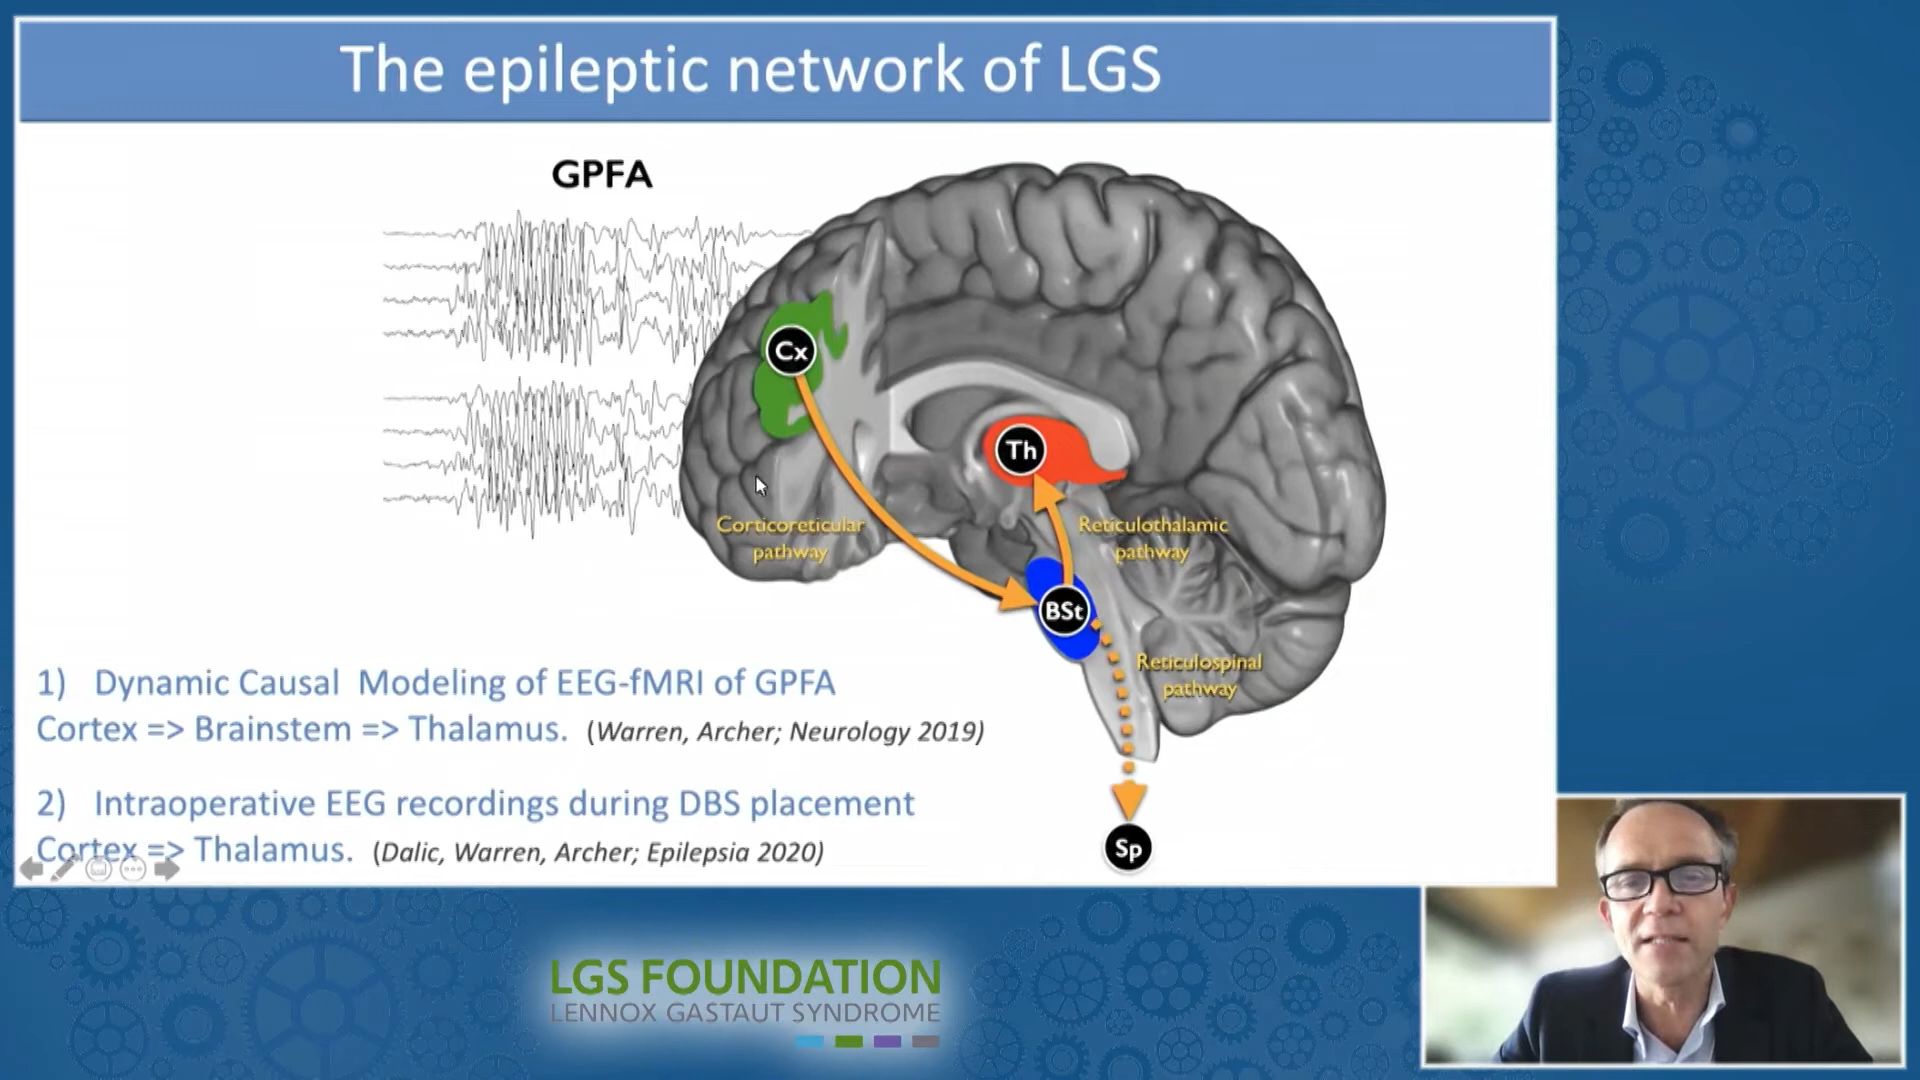 The epileptic network of LGS
GPFA
Cx
Th
Corticoreticular
pathway
Reticulothalamic
pathway
BSt
Reticulospinal
pathway
Sp
1) Dynamic Causal Modeling of EEG-fMRI of GPFA
Cortex => Brainstem => Thalamus. (Warren, Archer; Neurology 2019)
2) Intraoperative EEG recordings during DBS placement
Cortex => Thalamus. (Dalic, Warren, Archer; Epilepsia 2020)
LGS FOUNDATION
LENNOX GASTAUT SYNDROME